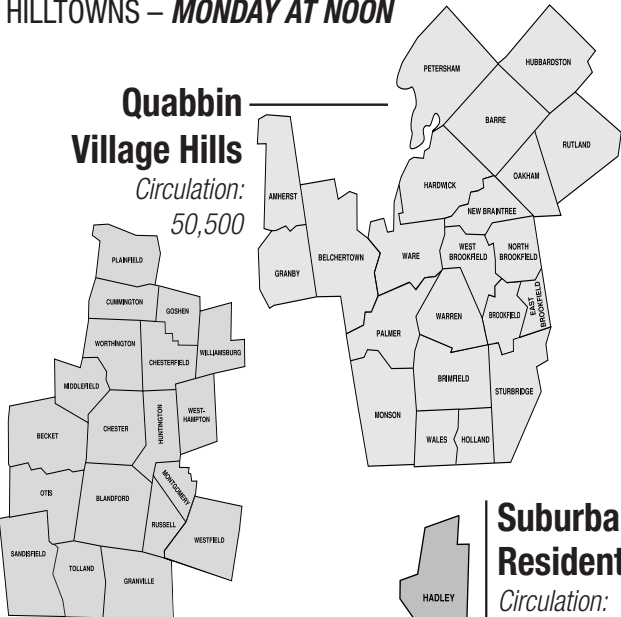 HILLTOWNS – MONDAY AT NOON
Quabbin
Village Hills
Circulation:
50,500
PETERSHAM
HUBBARDSTON
BARRE
RUTLAND
OAKHAM
HARDWICK
NEW BRAINTREE
AMHERST
BELCHERTOWN
GRANBY
WARE
WEST
BROOKFIELD
NORTH
BROOKFIELD
EAST
BROOKFIELD
BROOKFIELD
WARREN
PALMER
BRIMFIELD
STURBRIDGE
MONSON
WALES
HOLLAND
PLAINFIELD
CUMMINGTON
GOSHEN
WORTHINGTON
CHESTERFIELD
WILLIAMSBURG
MIDDLEFIELD
WEST-
HAMPTON
HUNTINGTON
CHESTER
BECKET
MONTGOMERY
OTIS
BLANDFORD
RUSSELL
WESTFIELD
SANDISFIELD
TOLLAND
GRANVILLE
HADLEY
Suburba
Resident
Circulation: